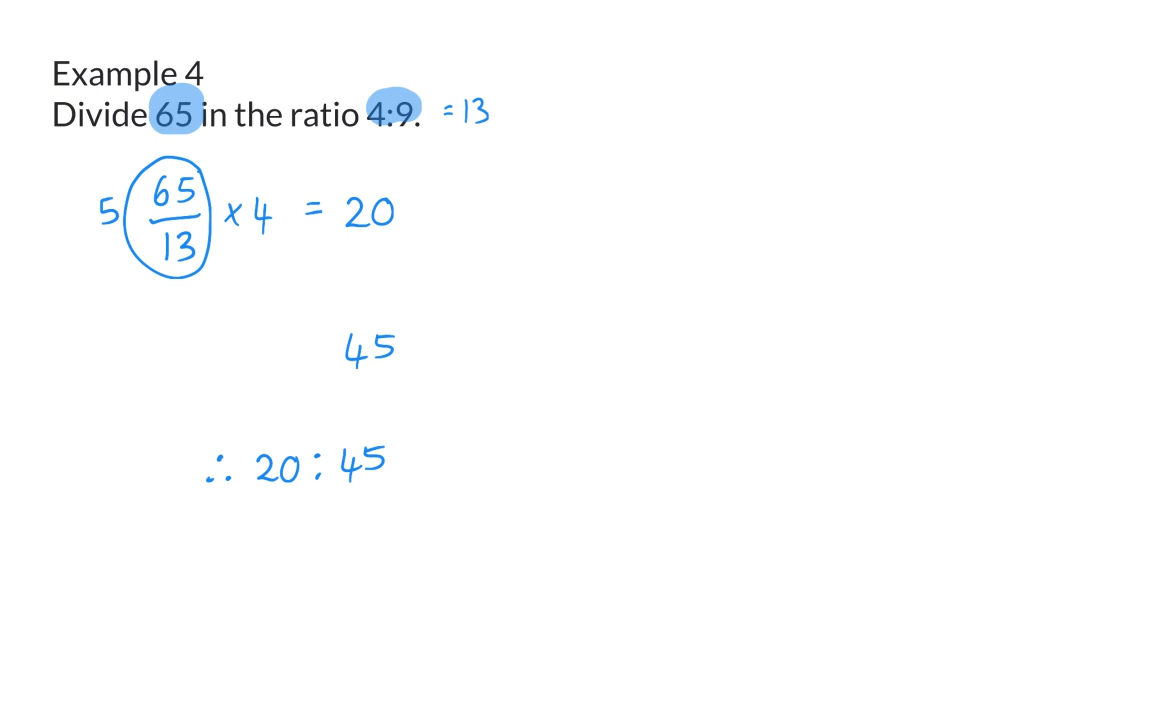 Example 4
Divide 65 in the ratio 4:9. = 13
5 65/13 × 4 = 20
45
∴ 20 : 45